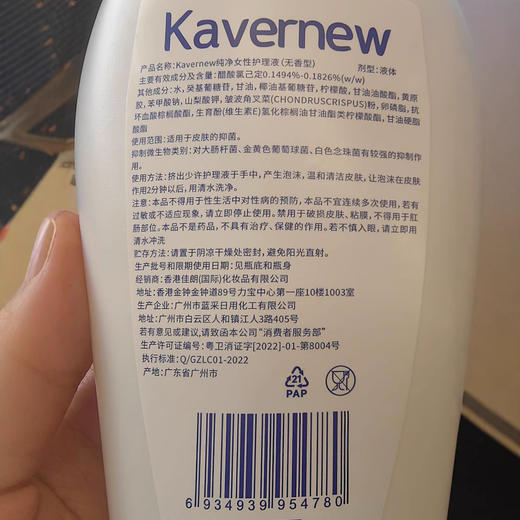 Kavernew
产品名称:Kavernew纯净女性护理液(无香型) 剂型:液体
主要有效成分及含量:醋酸氯己定0.1494%-0.1826%(w/w)
其他成分:水,癸基葡糖苷,甘油,椰油基葡糖苷,柠檬酸,甘油油酸酯,黄原
胶,苯甲酸钠,山梨酸钾,皱波角叉菜(CHONDRUSCRISPUS)粉,卵磷脂,抗
坏血酸棕榈酸酯,生育酚(维生素E)氢化棕榈油甘油酯类柠檬酸酯,甘油硬脂
酸酯
使用范围:适用于皮肤的抑菌。
抑制微生物类别:对大肠杆菌、金黄色葡萄球菌、白色念珠菌有较强的抑制作
用。
使用方法:挤出少许护理液于手中,产生泡沫,温和清洁皮肤,让泡沫在皮肤
作用2分钟以后,用清水洗净。
注意:本品不得用于性生活中对性病的预防,本品不宜连续多次使用,若有
过敏或不适应现象,请立即停止使用。禁用于破损皮肤、粘膜,不得用于肛
肠部位。本品不是药品,不具有治疗、保健的作用。若不慎入眼,请立即用
清水冲洗
贮存方法:请置于阴凉干燥处密封,避免阳光直射。
生产批号和限期使用日期:见瓶底和瓶身
经销商:香港佳朗(国际)化妆品有限公司
地址:香港金钟金钟道89号力宝中心第一座10楼1003室
生产企业:广州市蓝采日用化工有限公司
地址:广州市白云区人和镇江人3路405号
若有意见或建议,请致函本公司“消费者服务部”
生产许可证编号:粤卫消证字[2022]-01-第8004号
执行标准:Q/GZLC01-2022
产地:广东省广州市
21
PAP
6 934939 954780